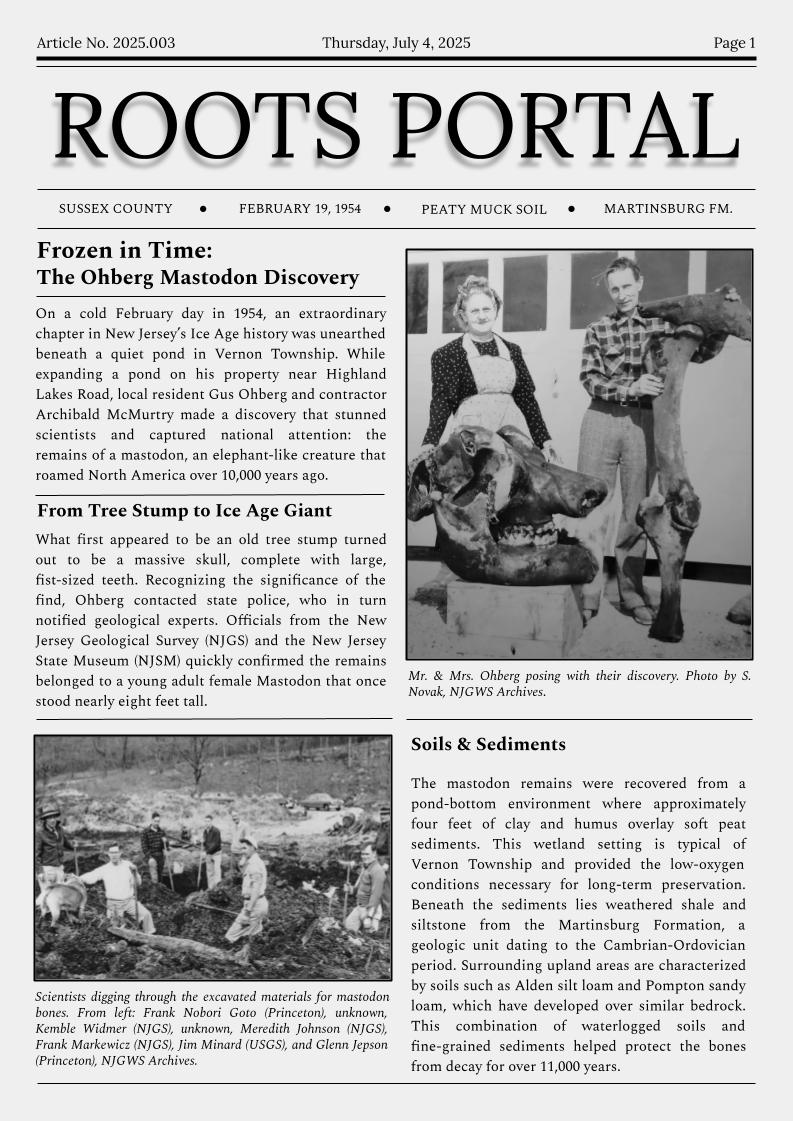 Article No. 2025.003
Thursday, July 4, 2025
Page 1
ROOTS PORTAL
SUSSEX COUNTY ● FEBRUARY 19, 1954 ● PEATY MUCK SOIL ● MARTINSBURG FM.
Frozen in Time:
The Ohberg Mastodon Discovery
On a cold February day in 1954, an extraordinary
chapter in New Jersey's Ice Age history was unearthed
beneath a quiet pond in Vernon Township. While
expanding a pond on his property near Highland
Lakes Road, local resident Gus Ohberg and contractor
Archibald McMurtry made a discovery that stunned
scientists and captured national attention: the
remains of a mastodon, an elephant-like creature that
roamed North America over 10,000 years ago.
From Tree Stump to Ice Age Giant
What first appeared to be an old tree stump turned
out to be a massive skull, complete with large,
fist-sized teeth. Recognizing the significance of the
find, Ohberg contacted state police, who in turn
notified geological experts. Officials from the New
Jersey Geological Survey (NJGS) and the New Jersey
State Museum (NJSM) quickly confirmed the remains
belonged to a young adult female Mastodon that once
stood nearly eight feet tall.
Mr. & Mrs. Ohberg posing with their discovery. Photo by S.
Novak, NJGWS Archives.
Scientists digging through the excavated materials for mastodon
bones. From left: Frank Nobori Goto (Princeton), unknown,
Kemble Widmer (NJGS), unknown, Meredith Johnson (NJGS),
Frank Markewicz (NJGS), Jim Minard (USGS), and Glenn Jepson
(Princeton), NJGWS Archives.
Soils & Sediments
The mastodon remains were recovered from a
pond-bottom environment where approximately
four feet of clay and humus overlay soft peat
sediments. This wetland setting is typical of
Vernon Township and provided the low-oxygen
conditions necessary for long-term preservation.
Beneath the sediments lies weathered shale and
siltstone from the Martinsburg Formation, a
geologic unit dating to the Cambrian-Ordovician
period. Surrounding upland areas are characterized
by soils such as Alden silt loam and Pompton sandy
loam, which have developed over similar bedrock.
This combination of waterlogged soils and
fine-grained sediments helped protect the bones
from decay for over 11,000 years.